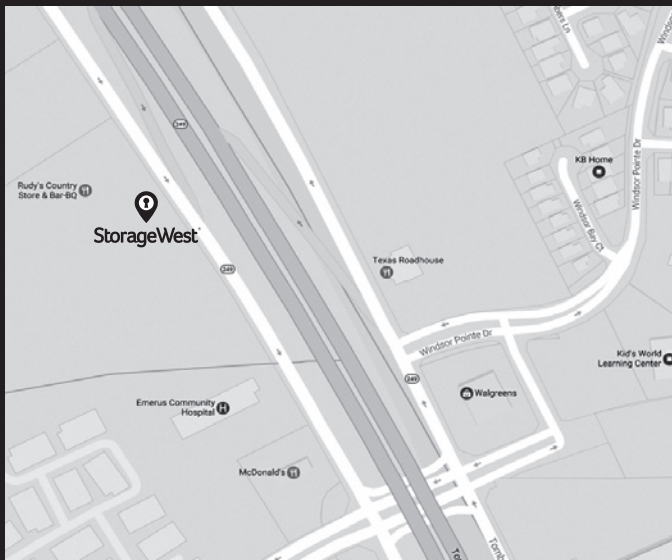 249
Rudy's Country
Store & Bar-BQ
StorageWest
249
Texas Roadhouse
KB Home
Windsor Bay Ct
Windsor Pointe Dr
Windsor Pointe Dr
Kid's World
Learning Center
249
Walgreens
Emerus Community
Hospital
H
McDonald's